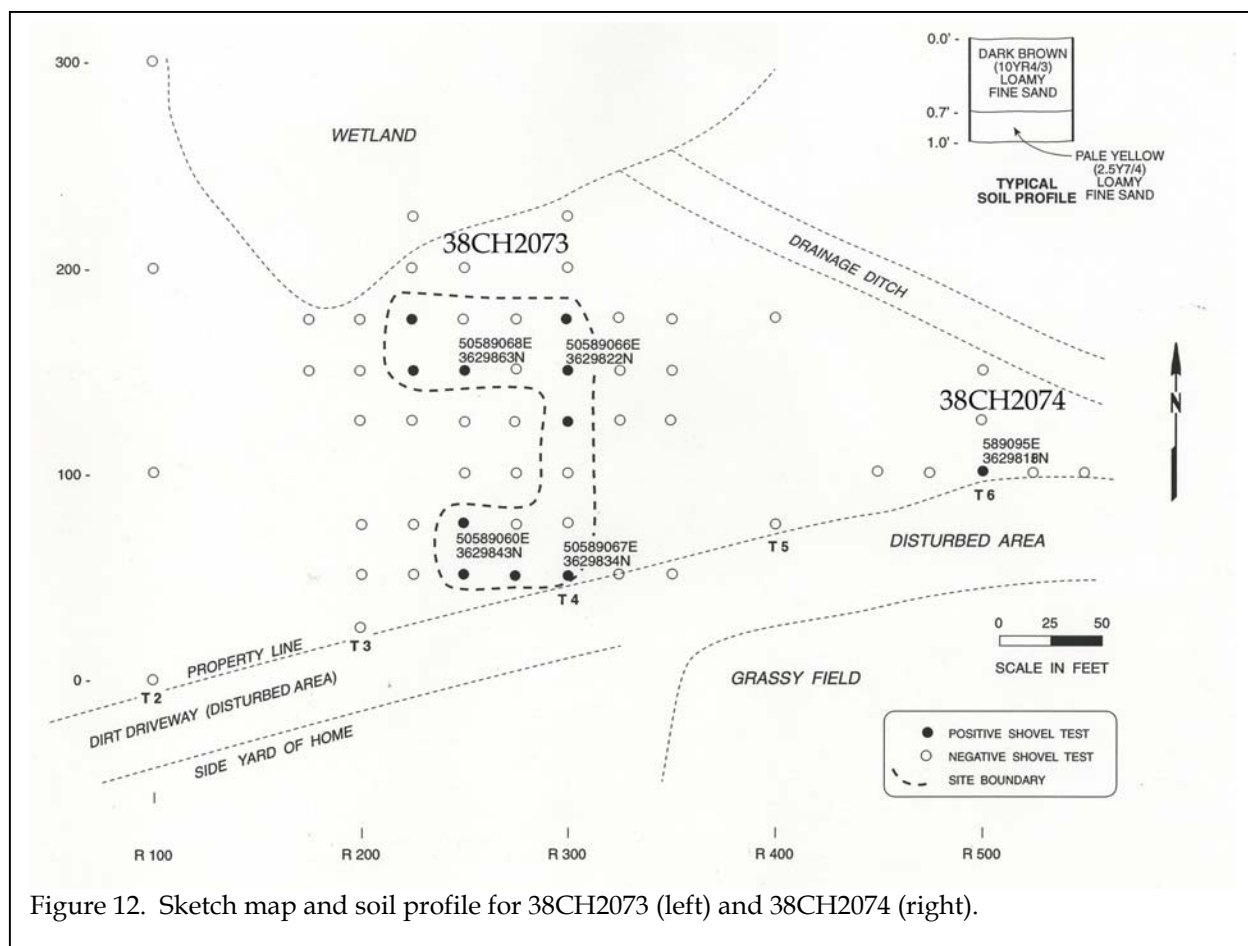 300 -
WETLAND
0.0' -
DARK BROWN
(10YR4/3)
LOAMY
FINE SAND
0.7' -
1.0' -
PALE YELLOW
(2.5Y7/4)
LOAMY
FINE SAND
TYPICAL
SOIL PROFILE
38CH2073
200 -
DRAINAGE DITCH
50589068E
3629863N
50589066E
3629822N
N
38CH2074
100 -
589095E
3629818N
T 6
50589060E
3629843N
50589067E
3629834N
T 5
DISTURBED AREA
T 4
0 25 50
SCALE IN FEET
PROPERTY LINE
T 3
0 -
T 2
GRASSY FIELD
DIRT DRIVEWAY (DISTURBED AREA)
SIDE YARD OF HOME
POSITIVE SHOVEL TEST
NEGATIVE SHOVEL TEST
SITE BOUNDARY
R 100
R 200
R 300
R 400
R 500
Figure 12. Sketch map and soil profile for 38CH2073 (left) and 38CH2074 (right).